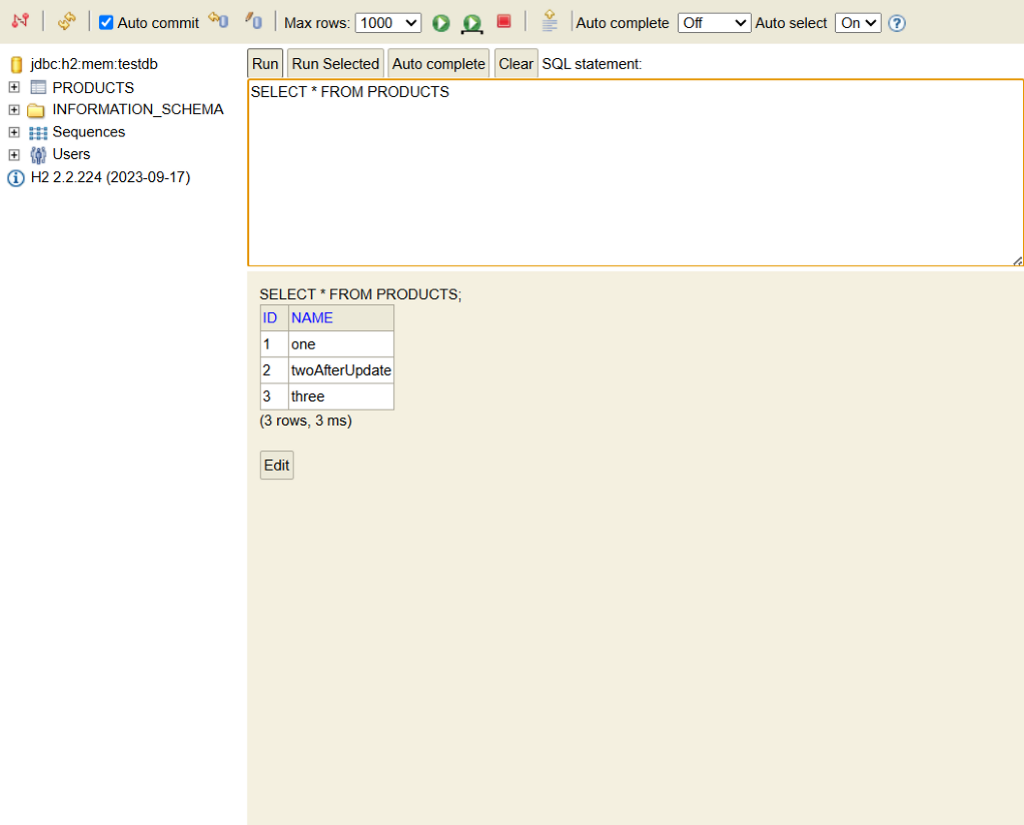 Auto commit Max rows: 1000 Auto complete Off Auto select On
jdbc:h2:mem:testdb
PRODUCTS
INFORMATION_SCHEMA
Sequences
Users
H2 2.2.224 (2023-09-17)
Run Run Selected Auto complete Clear SQL statement:
SELECT * FROM PRODUCTS
SELECT * FROM PRODUCTS;
ID NAME
1 one
2 twoAfterUpdate
3 three
(3 rows, 3 ms)
Edit